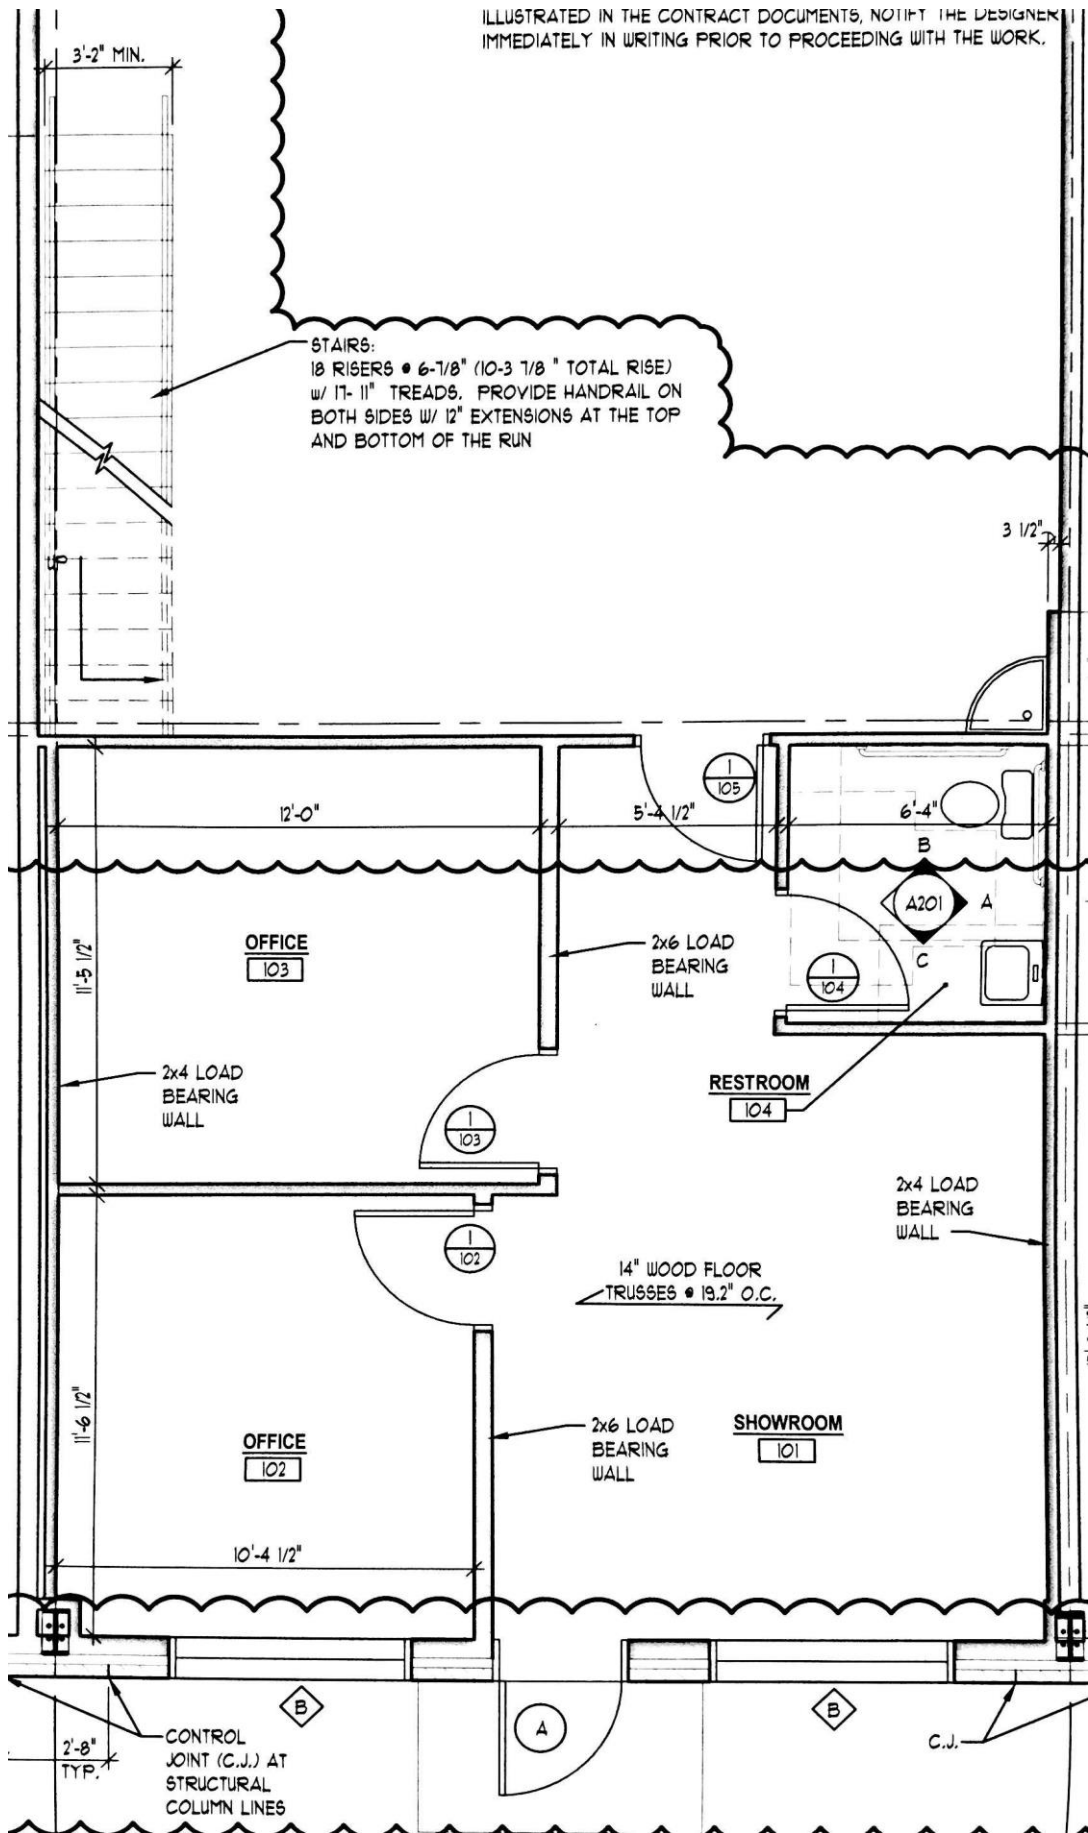 ILLUSTRATED IN THE CONTRACT DOCUMENTS, NOTIFY THE DESIGNER
IMMEDIATELY IN WRITING PRIOR TO PROCEEDING WITH THE WORK.
3'-2" MIN.
STAIRS:
18 RISERS @ 6-7/8" (10-3 7/8 " TOTAL RISE)
W/ 17- 11" TREADS. PROVIDE HANDRAIL ON
BOTH SIDES W/ 12" EXTENSIONS AT THE TOP
AND BOTTOM OF THE RUN
3 1/2"
1
105
12'-0"
5'-4 1/2"
6'-4"
B
A201
A
C
OFFICE
103
11'-5 1/2"
2x6 LOAD
BEARING
WALL
1
104
2x4 LOAD
BEARING
WALL
RESTROOM
104
1
103
2x4 LOAD
BEARING
WALL
1
102
14" WOOD FLOOR
TRUSSES @ 19.2" O.C.
11'-6 1/2"
OFFICE
102
2x6 LOAD
BEARING
WALL
SHOWROOM
101
10'-4 1/2"
B
A
B
CONTROL
JOINT (C.J.) AT
STRUCTURAL
COLUMN LINES
2'-8"
TYP.
C.J.